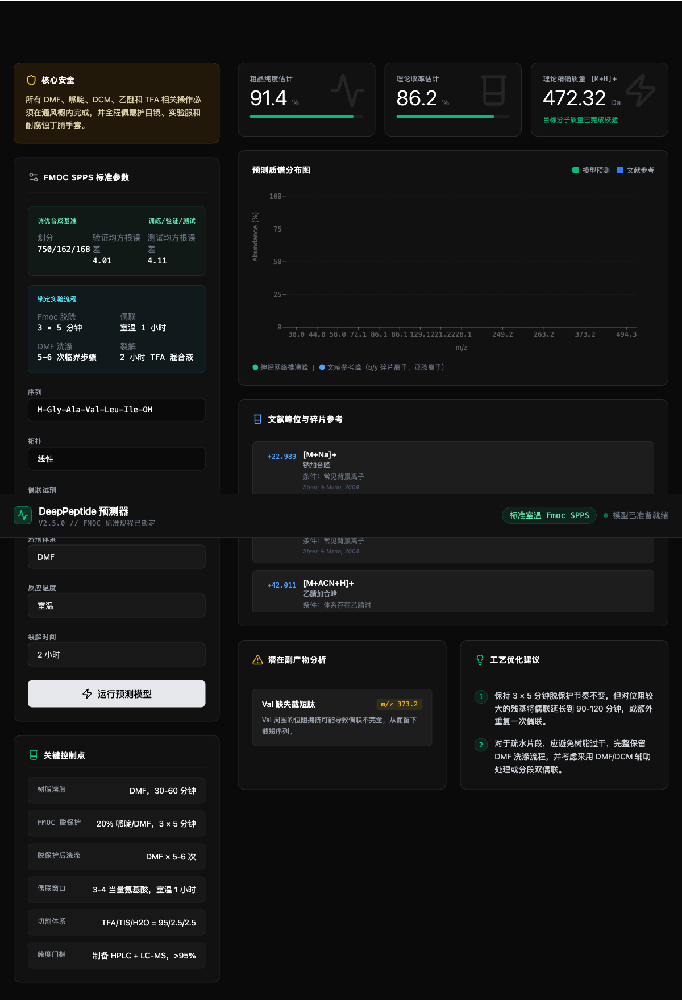 核心安全
所有 DMF、哌啶、DCM、乙醚和 TFA 相关操作必
须在通风橱内完成，并全程佩戴护目镜、实验服和
耐腐蚀丁腈手套。
FMOC SPPS 标准参数
调优合成基准
训练/验证/测试
划分
750/162/168
验证均方根误
差
4.01
测试均方根误
差
4.11
锁定实验流程
Fmoc 脱除
3 × 5 分钟
偶联
室温 1 小时
DMF 洗涤
5–6 次临界步骤
裂解
2 小时 TFA 混合液
序列
H-Gly-Ala-Val-Leu-Ile-OH
拓扑
线性
偶联试剂
DeepPeptide 预测器
V2.5.0 // FMOC 标准规程已锁定
标准室温 Fmoc SPPS
模型已准备就绪
溶剂体系
DMF
反应温度
室温
裂解时间
2 小时
运行预测模型
关键控制点
树脂溶胀
DMF，30-60 分钟
FMOC 脱保护
20% 哌啶/DMF，3 × 5 分钟
脱保护后洗涤
DMF × 5-6 次
偶联窗口
3-4 当量氨基酸，室温 1 小时
切割体系
TFA/TIS/H2O = 95/2.5/2.5
纯度门槛
制备 HPLC + LC-MS，>95%
粗品纯度估计
91.4 %
理论收率估计
86.2 %
理论精确质量 [M+H]+
472.32 Da
目标分子质量已完成校验
预测质谱分布图
模型预测
文献参考
Abundance (%)
100
75
50
25
0
30.0 44.0 58.0 72.1 86.1 86.1 129.1221.2228.1 249.2 263.2 373.2 494.3
m/z
神经网络推演峰 | 文献参考峰（b/y 碎片离子、亚胺离子）
文献峰位与碎片参考
+22.989
[M+Na]+
钠加合峰
条件：常见背景离子
Steen & Mann, 2004
条件：常见背景离子
Steen & Mann, 2004
+42.011
[M+ACN+H]+
乙腈加合峰
条件：体系存在乙腈时
潜在副产物分析
Val 缺失截短肽
m/z 373.2
Val 周围的位阻拥挤可能导致偶联不完全，从而留下
截短序列。
工艺优化建议
1
保持 3 × 5 分钟脱保护节奏不变，但对位阻较
大的残基将偶联延长到 90-120 分钟，或额外
重复一次偶联。
2
对于疏水片段，应避免树脂过干，完整保留
DMF 洗涤流程，并考虑采用 DMF/DCM 辅助
处理或分段双偶联。